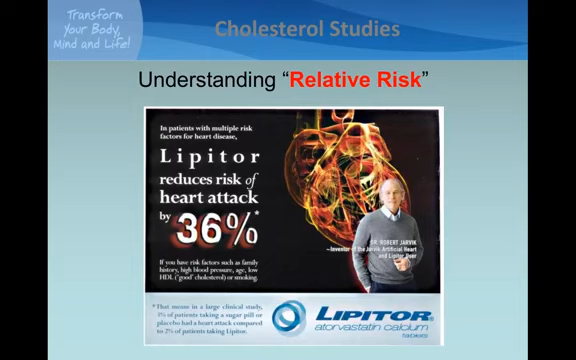 Transform
Your Body,
Mind and Life!
Cholesterol Studies
Understanding “Relative Risk”
In patients with multiple risk
factors for heart disease,
Lipitor
reduces risk of
heart attack
by 36%*
If you have risk factors such as family
history, high blood pressure, age, low
HDL (‘good’ cholesterol) or smoking.
DR. ROBERT JARVIK
—Inventor of the Jarvik Artificial Heart
and Lipitor User
*That means in a large clinical study,
3% of patients taking a sugar pill or
placebo had a heart attack compared
to 2% of patients taking Lipitor.
LIPITOR
atorvastatin calcium
tablets